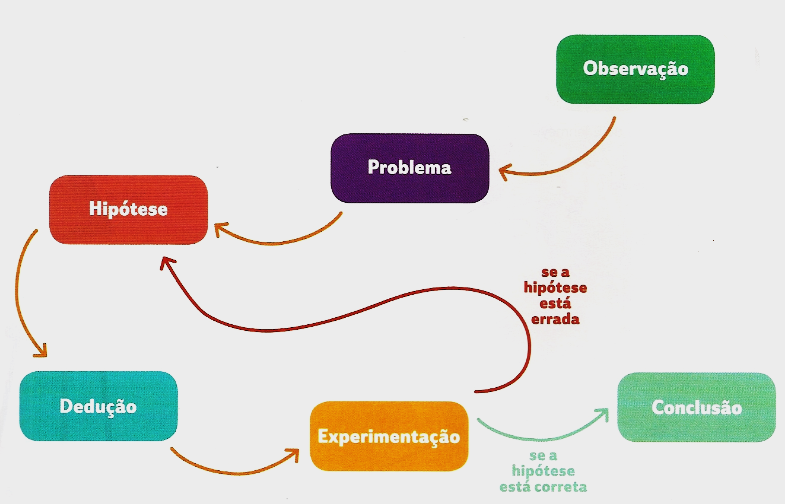 Observação
Problema
Hipótese
se a
hipótese
está
errada
Dedução
Experimentação
Conclusão
se a
hipótese
está correta